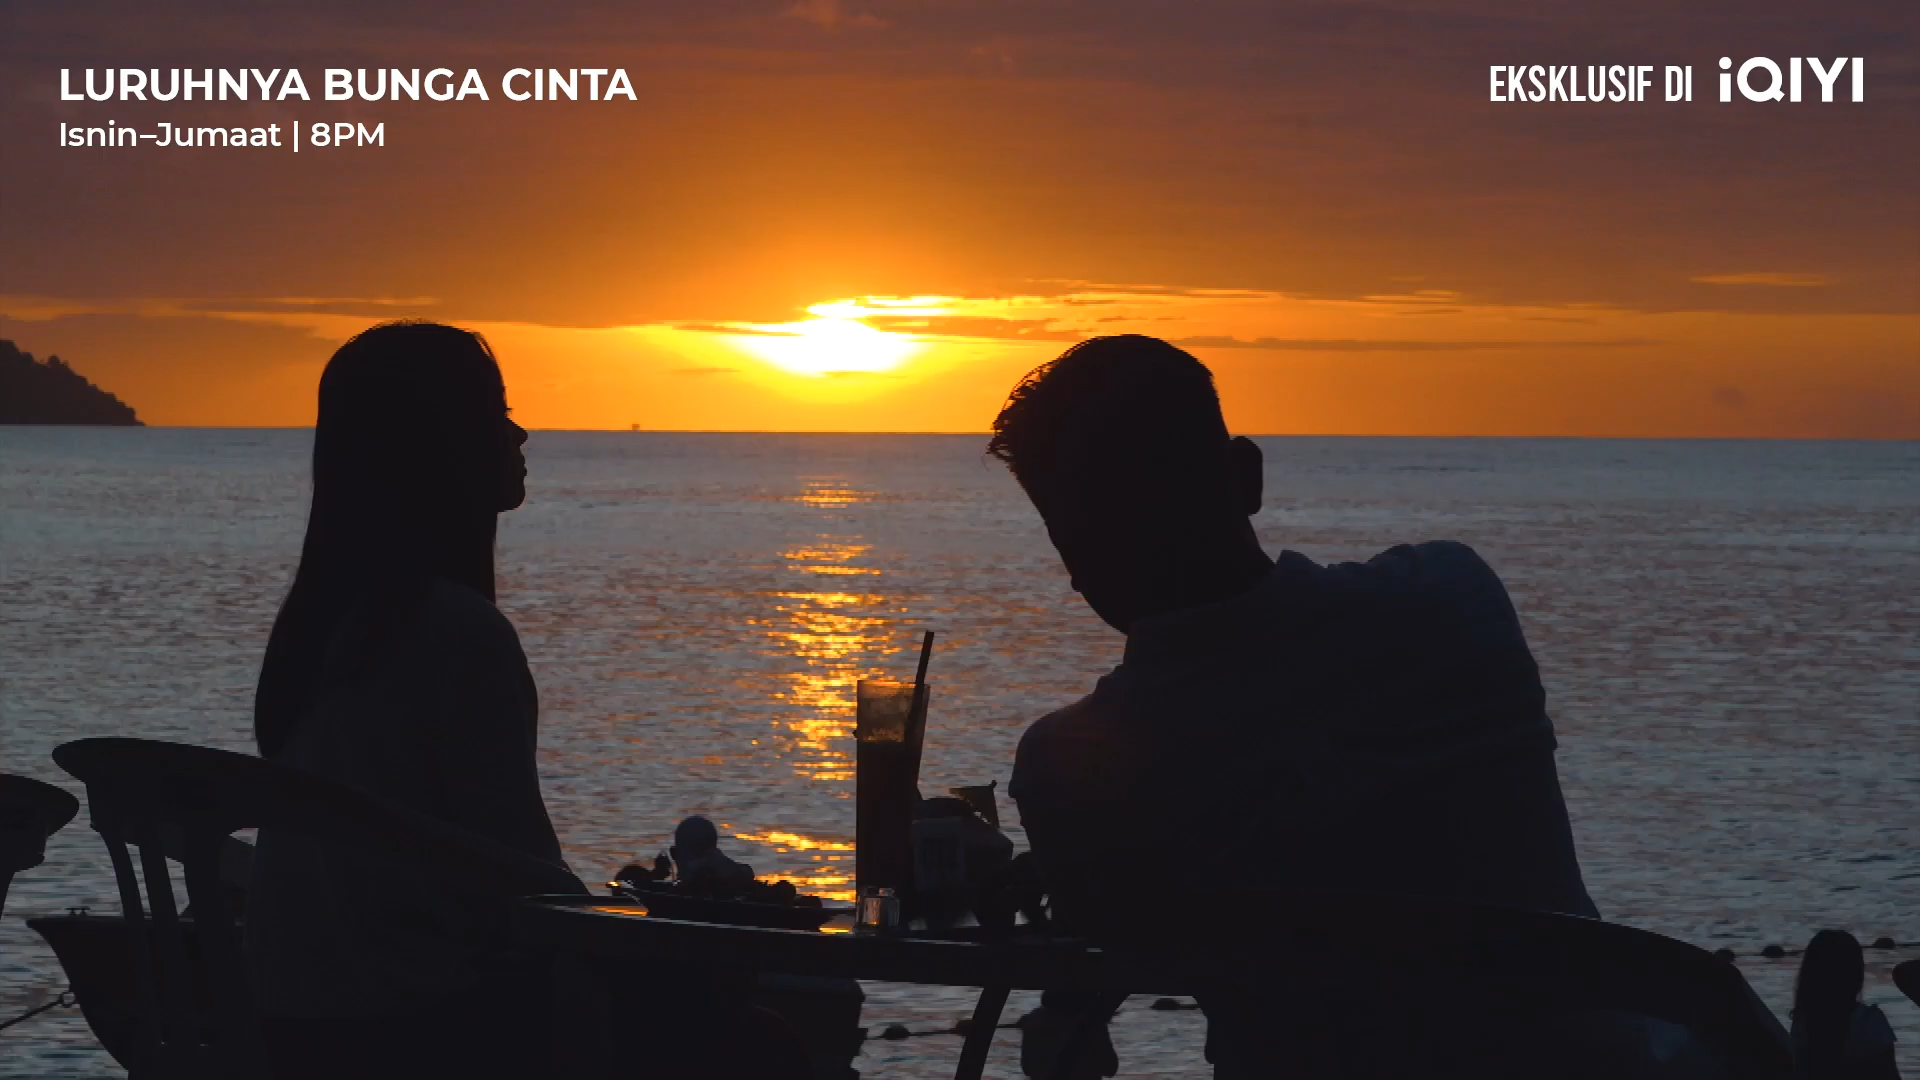 LURUHNYA BUNGA CINTA
Isnin–Jumaat | 8PM
EKSKLUSIF DI iQIYI